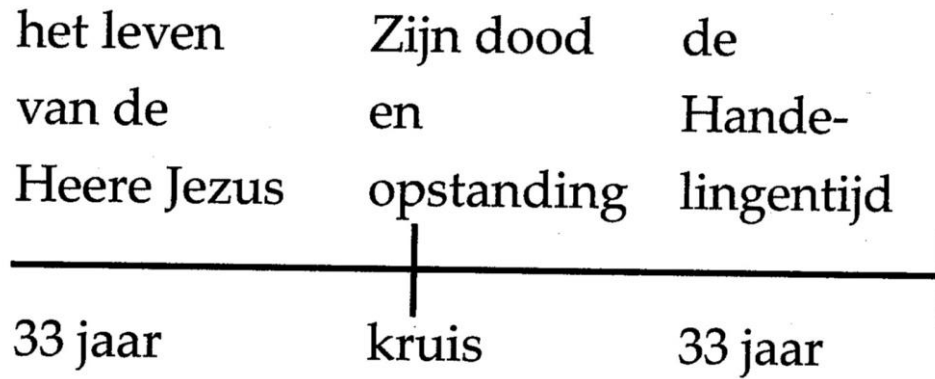 het leven Zijn dood de
van de en Hande-
Heere Jezus opstanding lingentijd
33 jaar kruis 33 jaar